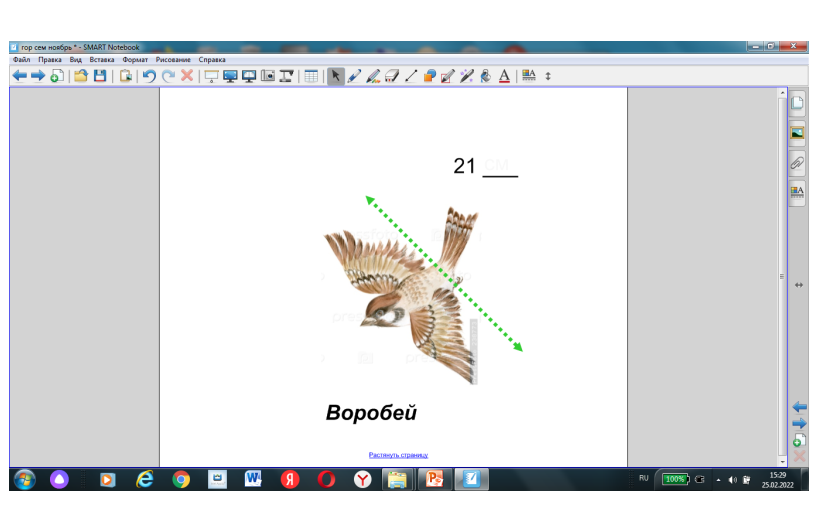 гор сем ноябрь * - SMART Notebook
Файл Правка Вид Вставка Формат Рисование Справка
21 см
Воробей
Растянуть страницу
RU 100% 15:29
25.02.2022